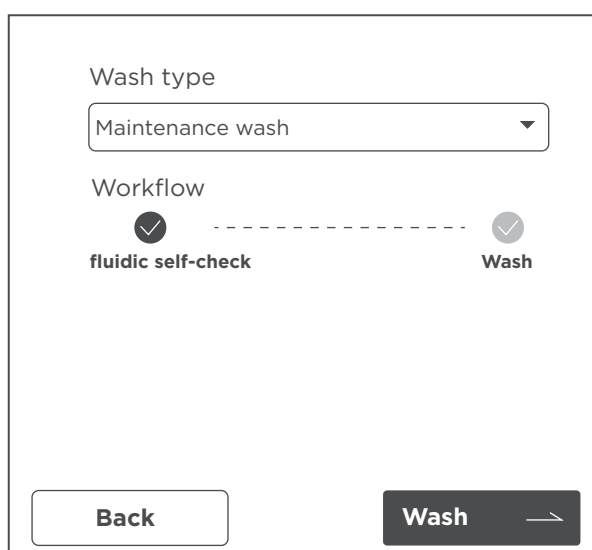 Wash type
Maintenance wash
Workflow
fluidic self-check
Wash
Back
Wash